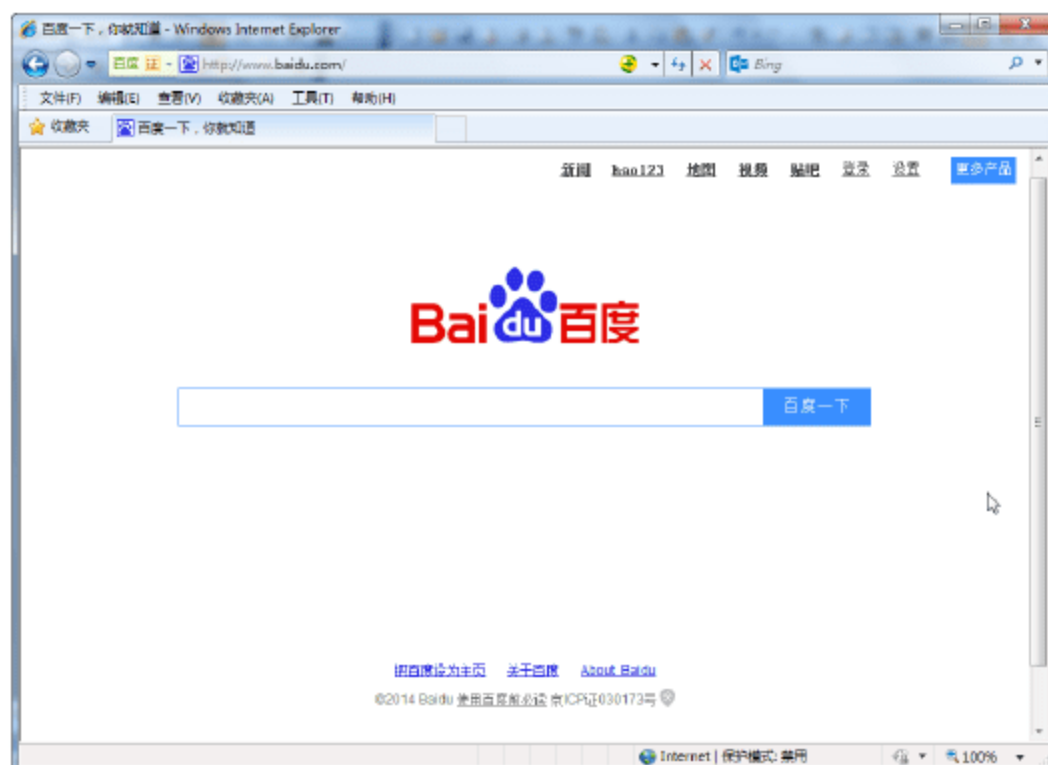 百度一下，你就知道 - Windows Internet Explorer
百度 证 http://www.baidu.com/ Bing
文件(F) 编辑(E) 查看(V) 收藏夹(A) 工具(T) 帮助(H)
收藏夹 百度一下，你就知道
新闻 hao123 地图 视频 贴吧 登录 设置 更多产品
Bai du 百度
百度一下
把百度设为主页 关于百度 About Baidu
©2014 Baidu 使用百度前必读 京ICP证030173号
Internet | 保护模式: 禁用 100%